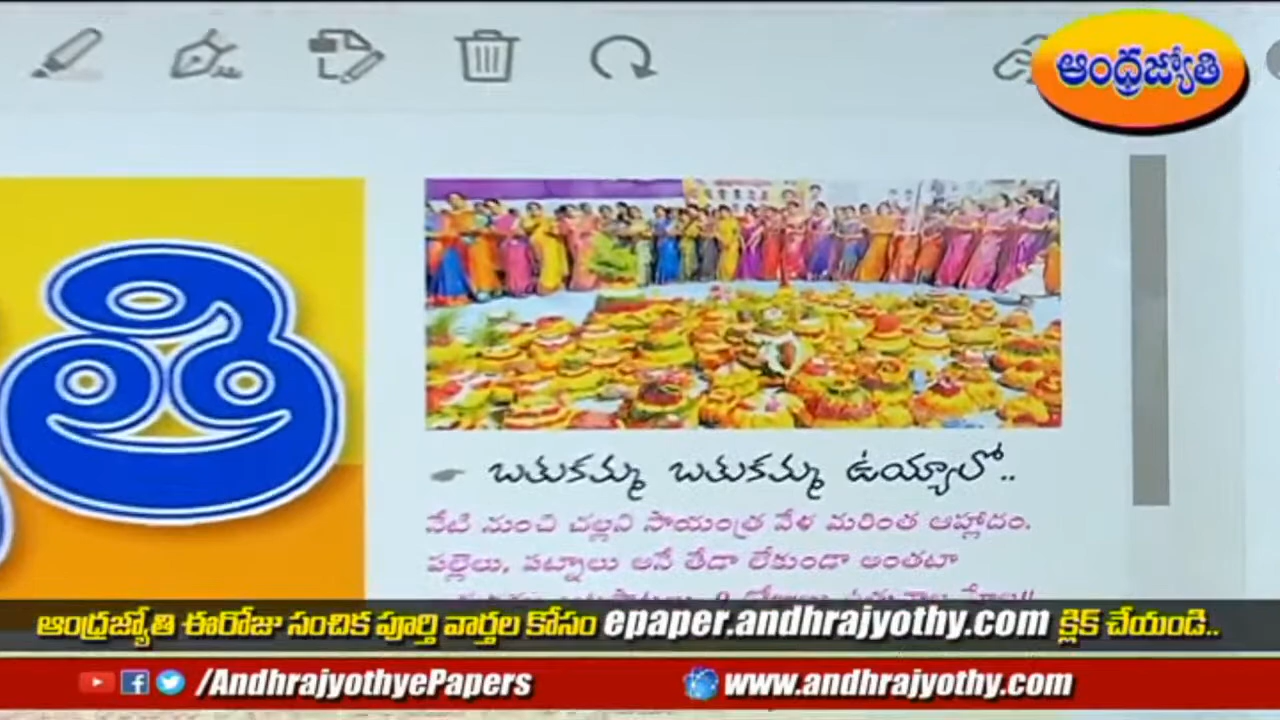 ఆంధ్రజ్యోతి
తి
బతుకమ్మ బతుకమ్మ ఉయ్యాలో..
నేటి నుంచి చల్లని సాయంత్ర వేళ మరింత ఆహ్లాదం.
పల్లెలు, పట్నాలు అనే తేడా లేకుండా అంతటా
ఆంధ్రజ్యోతి ఈరోజు సంచిక పూర్తి వార్తల కోసం epaper.andhrajyothy.com క్లిక్ చేయండి..
/AndhrajyothyePapers
www.andhrajyothy.com